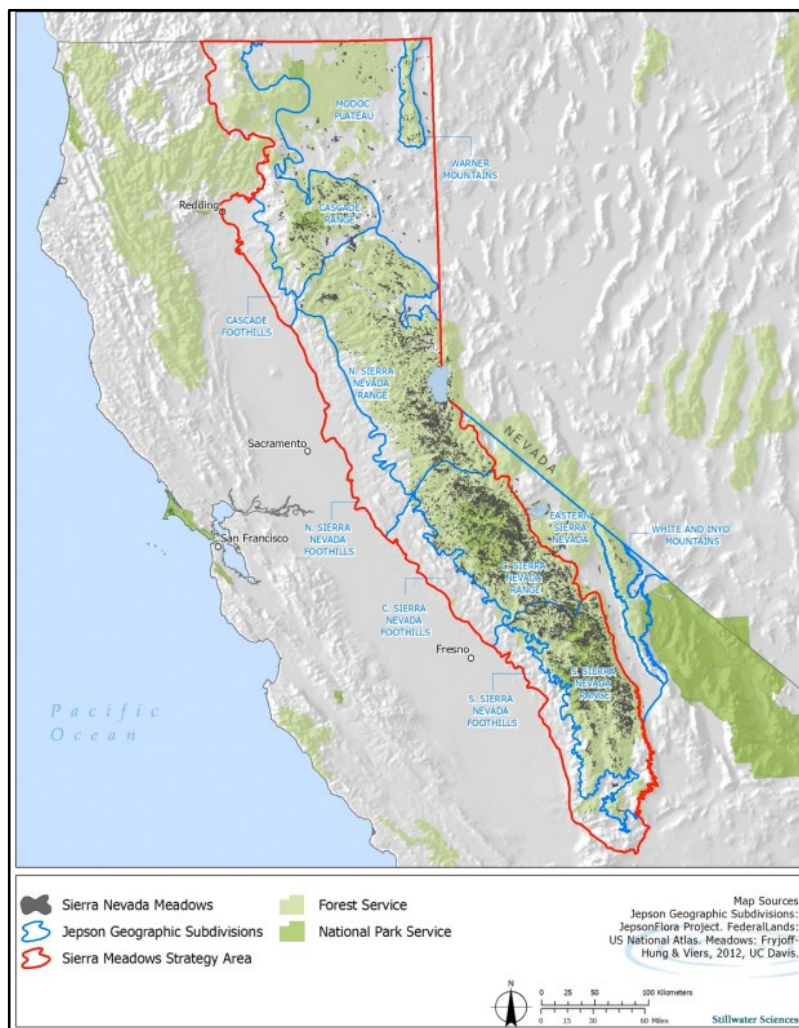 MODOC
PLATEAU
WARNER
MOUNTAINS
Redding
CASCADE
RANGE
CASCADE
FOOTHILLS
N. SIERRA
NEVADA
RANGE
NEVADA
Sacramento
N. SIERRA
NEVADA
FOOTHILLS
EASTERN
SIERRA
NEVADA
WHITE AND INYO
MOUNTAINS
San Francisco
C. SIERRA
NEVADA
RANGE
C. SIERRA
NEVADA
FOOTHILLS
Fresno
S. SIERRA
NEVADA
RANGE
S. SIERRA
NEVADA
FOOTHILLS
Pacific
Ocean
Sierra Nevada Meadows
Jepson Geographic Subdivisions
Sierra Meadows Strategy Area
Forest Service
National Park Service
Map Sources
Jepson Geographic Subdivisions:
JepsonFlora Project. FederalLands:
US National Atlas. Meadows: Fryjoff-
Hung & Viers, 2012, UC Davis.
N
0 25 50 100 Kilometers
0 15 30 60 Miles
Stillwater Sciences